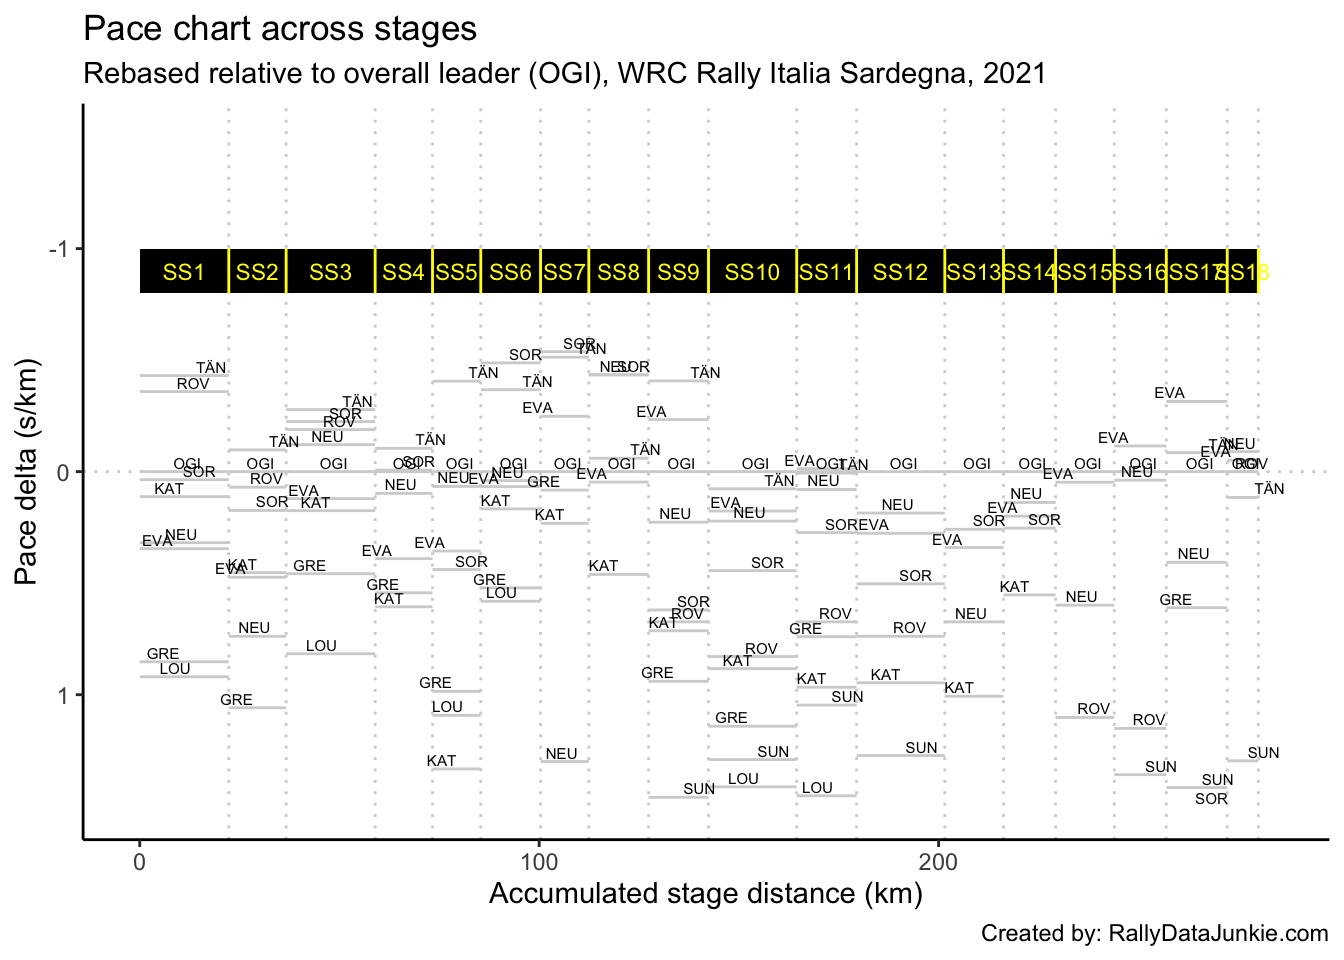 Pace chart across stages
Rebased relative to overall leader (OGI), WRC Rally Italia Sardegna, 2021
-1
SS1 SS2 SS3 SS4 SS5 SS6 SS7 SS8 SS9 SS10 SS11 SS12 SS13 SS14 SS15 SS16 SS17 SS18
SOR TÄN
SOR TÄN
TÄN TÄN NEU SOR TÄN
ROV TÄN
EVA
TÄN EVA EVA
SOR
ROV
NEU TÄN TÄN EVA TÄN NEU
TÄN EVA
0 OGI OGI OGI OGI SOR OGI OGI OGI OGI OGI OGI EVA OGI TÄN OGI OGI OGI OGI OGI OGI OGI ROV
SOR ROV NEU EVA NEU GRE EVA TÄN NEU EVA NEU
KAT EVA NEU TÄN
SOR KAT KAT EVA NEU NEU EVA NEU
KAT NEU SOR EVA SOR SOR
EVA NEU EVA EVA NEU
EVA KAT GRE SOR KAT SOR SOR
GRE GRE KAT
KAT LOU SOR NEU GRE
NEU ROV ROV NEU
KAT GRE ROV
GRE LOU ROV
LOU GRE KAT KAT KAT KAT
GRE GRE SUN
LOU GRE ROV
ROV
KAT NEU SUN SUN SUN
SUN
LOU SUN
SUN LOU SOR
1
Pace delta (s/km)
0 100 200
Accumulated stage distance (km)
Created by: RallyDataJunkie.com